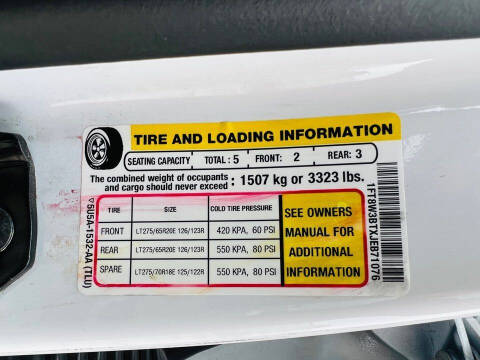 TIRE AND LOADING INFORMATION
SEATING CAPACITY TOTAL : 5 FRONT: 2 REAR: 3
The combined weight of occupants
and cargo should never exceed : 1507 kg or 3323 lbs.
TIRE SIZE COLD TIRE PRESSURE
FRONT LT275/65R20E 126/123R 420 KPA, 60 PSI
REAR LT275/65R20E 126/123R 550 KPA, 80 PSI
SPARE LT275/70R18E 125/122R 550 KPA, 80 PSI
SEE OWNERS
MANUAL FOR
ADDITIONAL
INFORMATION
5U5A-1532-AA (TLU)
1FT8W3BTXJEB71076